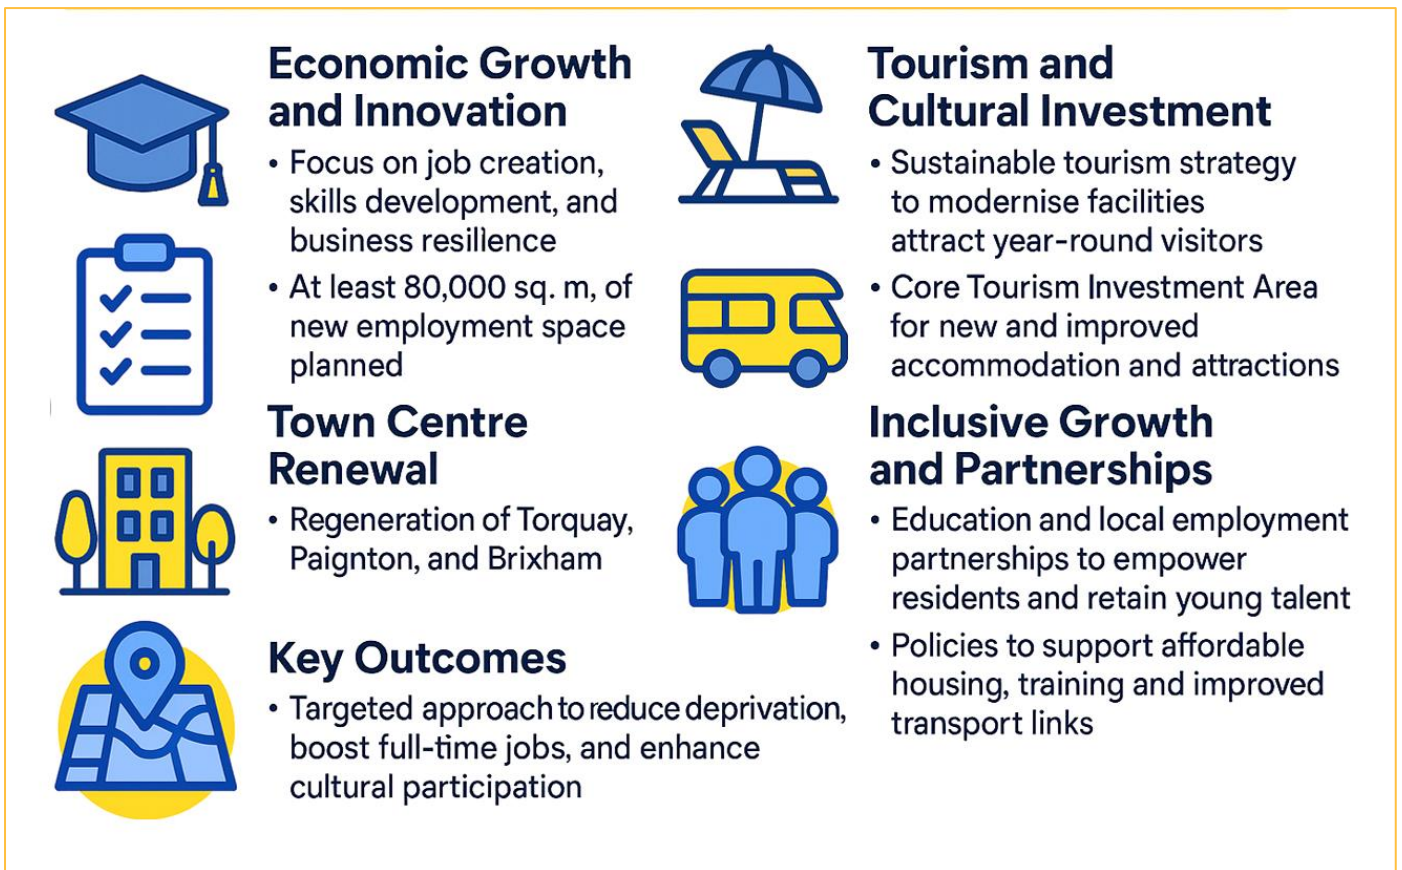 Economic Growth
and Innovation
• Focus on job creation,
skills development, and
business resilience
• At least 80,000 sq. m, of
new employment space
planned
Town Centre
Renewal
• Regeneration of Torquay,
Paignton, and Brixham
Key Outcomes
• Targeted approach to reduce deprivation,
boost full-time jobs, and enhance
cultural participation
Tourism and
Cultural Investment
• Sustainable tourism strategy
to modernise facilities
attract year-round visitors
• Core Tourism Investment Area
for new and improved
accommodation and attractions
Inclusive Growth
and Partnerships
• Education and local employment
partnerships to empower
residents and retain young talent
• Policies to support affordable
housing, training and improved
transport links